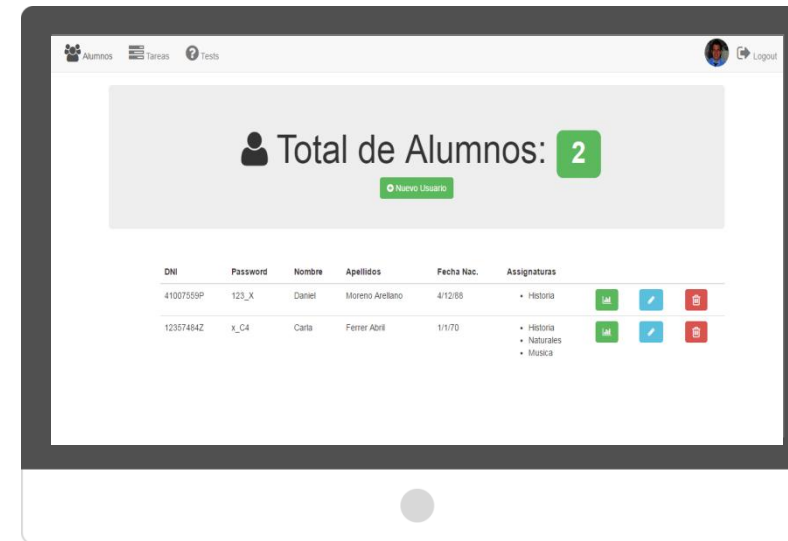 Alumnos Tareas Tests Logout
Total de Alumnos: 2
Nuevo Usuario
DNI Password Nombre Apellidos Fecha Nac. Assignaturas
41007559P 123_X Daniel Moreno Arellano 4/12/88 • Historia
12357484Z x_C4 Carla Ferrer Abril 1/1/70 • Historia
• Naturales
• Musica